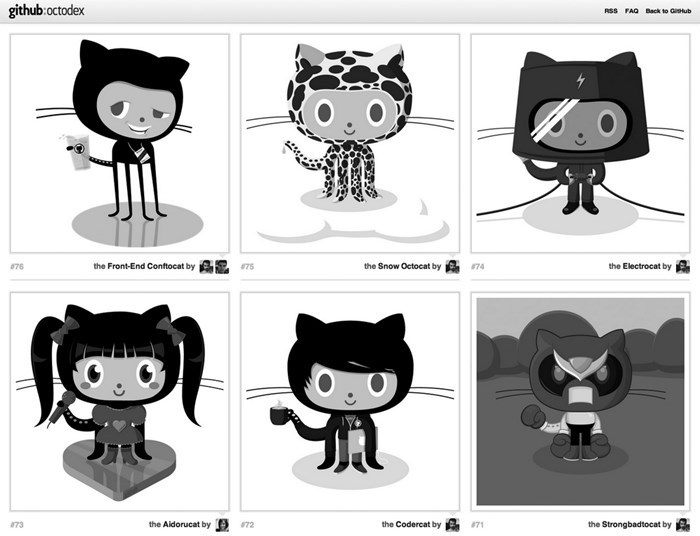 github:octodex
RSS FAQ Back to GitHub
#76 the Front-End Conftocat by
#75 the Snow Octocat by
#74 the Electrocat by
#73 the Aidorucat by
#72 the Codercat by
#71 the Strongbadtocat by